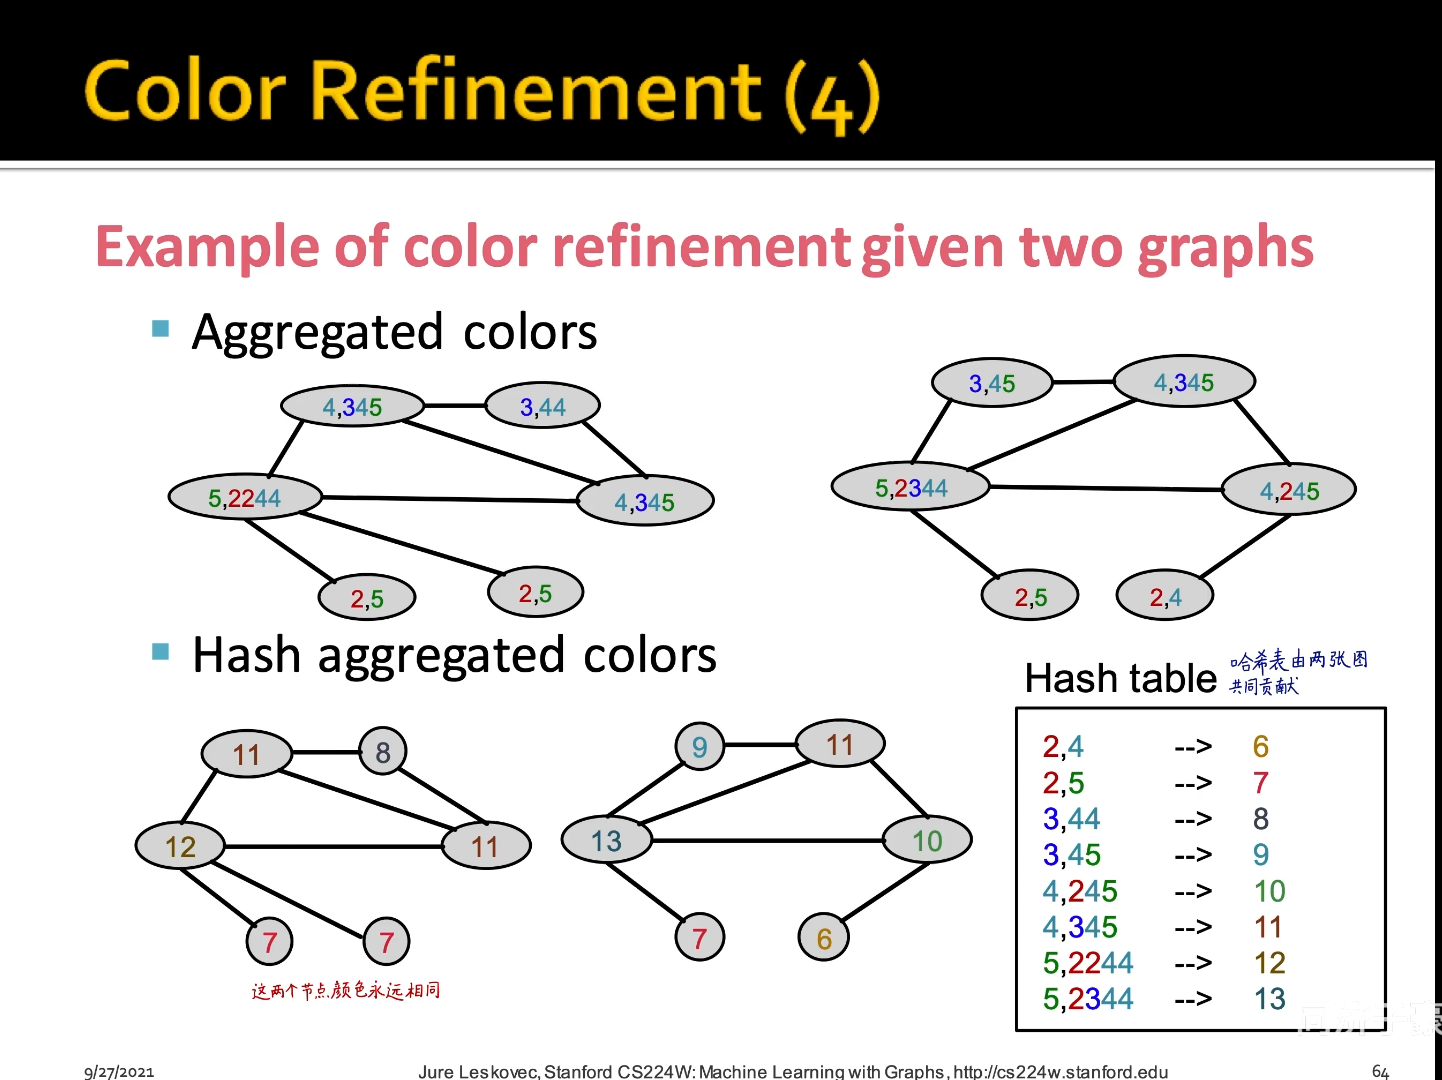 Color Refinement (4)
Example of color refinement given two graphs
Aggregated colors
4,345
3,44
5,2244
4,345
2,5
2,5
3,45
4,345
5,2344
4,245
2,5
2,4
Hash aggregated colors
11
8
12
11
7
7
这两个节点颜色永远相同
9
11
13
10
7
6
Hash table
哈希表由两张图
共同贡献
2,4 --> 6
2,5 --> 7
3,44 --> 8
3,45 --> 9
4,245 --> 10
4,345 --> 11
5,2244 --> 12
5,2344 --> 13
9/27/2021
Jure Leskovec, Stanford CS224W: Machine Learning with Graphs, http://cs224w.stanford.edu
64